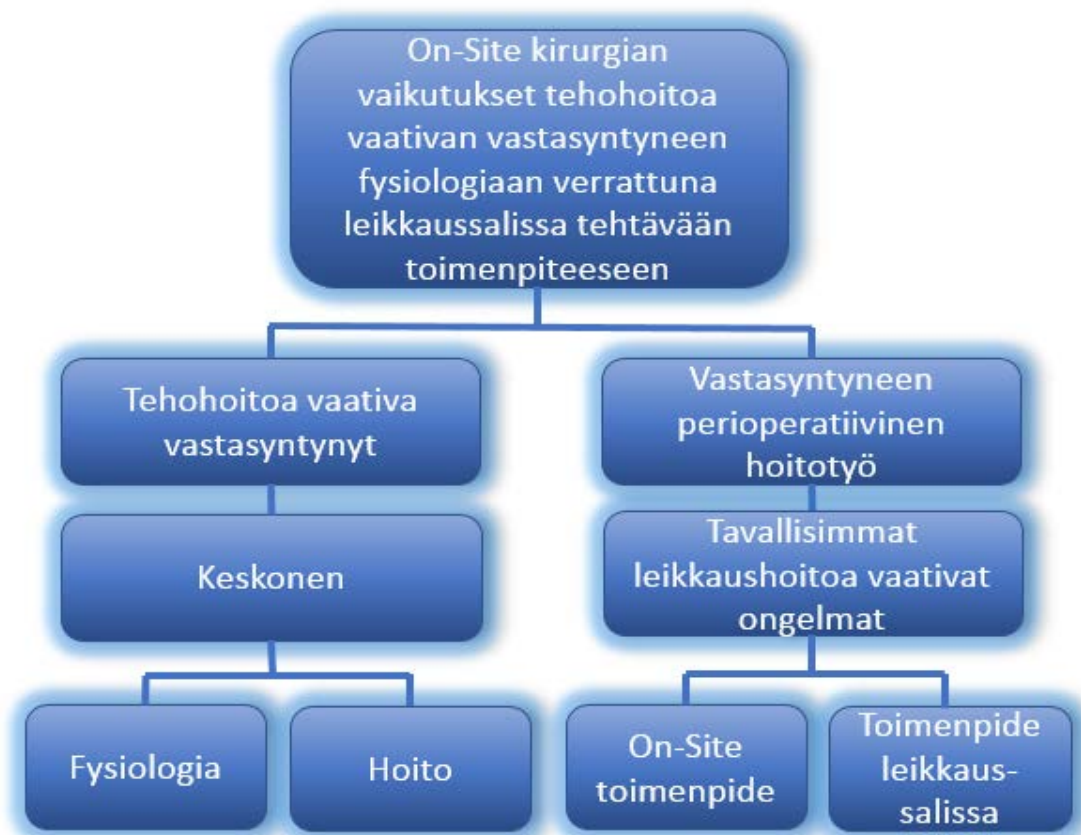 On-Site kirurgian
vaikutukset tehohoitoa
vaativan vastasyntyneen
fysiologiaan verrattuna
leikkaussalissa tehtävään
toimenpiteeseen
Tehohoitoa vaativa
vastasyntynyt
Vastasyntyneen
perioperatiivinen
hoitotyö
Keskonen
Tavallisimmat
leikkaushoitoa vaativat
ongelmat
Fysiologia
Hoito
On-Site
toimenpide
Toimenpide
leikkaus-
salissa